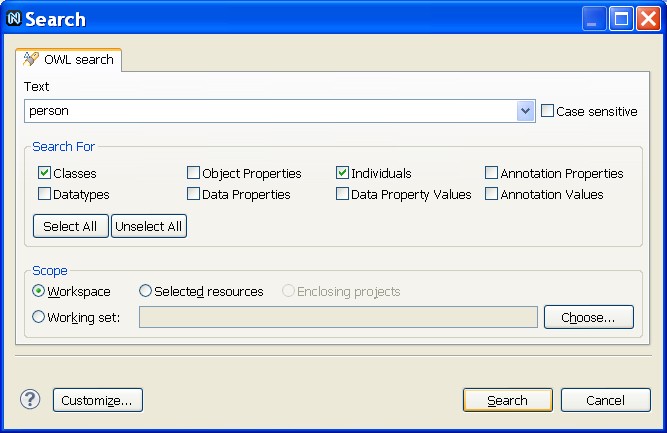 Search
OWL search
Text
person
Case sensitive
Search For
Classes Object Properties Individuals Annotation Properties
Datatypes Data Properties Data Property Values Annotation Values
Select All Unselect All
Scope
Workspace Selected resources Enclosing projects
Working set: Choose...
? Customize... Search Cancel